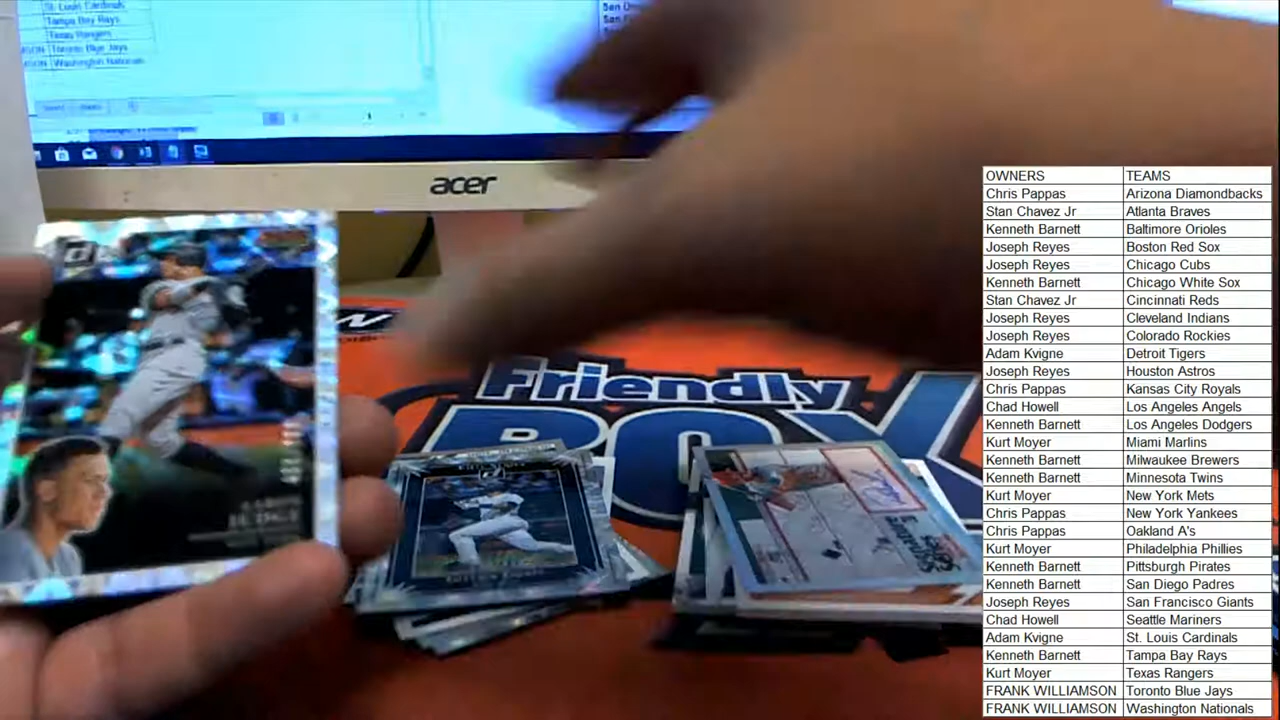 St. Louis Cardinals
Tampa Bay Rays
Texas Rangers
Toronto Blue Jays
Washington Nationals
acer
Friendly
OWNERS TEAMS
Chris Pappas Arizona Diamondbacks
Stan Chavez Jr Atlanta Braves
Kenneth Barnett Baltimore Orioles
Joseph Reyes Boston Red Sox
Joseph Reyes Chicago Cubs
Kenneth Barnett Chicago White Sox
Stan Chavez Jr Cincinnati Reds
Joseph Reyes Cleveland Indians
Joseph Reyes Colorado Rockies
Adam Kvigne Detroit Tigers
Joseph Reyes Houston Astros
Chris Pappas Kansas City Royals
Chad Howell Los Angeles Angels
Kenneth Barnett Los Angeles Dodgers
Kurt Moyer Miami Marlins
Kenneth Barnett Milwaukee Brewers
Kenneth Barnett Minnesota Twins
Kurt Moyer New York Mets
Chris Pappas New York Yankees
Chris Pappas Oakland A's
Kurt Moyer Philadelphia Phillies
Kenneth Barnett Pittsburgh Pirates
Kenneth Barnett San Diego Padres
Joseph Reyes San Francisco Giants
Chad Howell Seattle Mariners
Adam Kvigne St. Louis Cardinals
Kenneth Barnett Tampa Bay Rays
Kurt Moyer Texas Rangers
FRANK WILLIAMSON Toronto Blue Jays
FRANK WILLIAMSON Washington Nationals